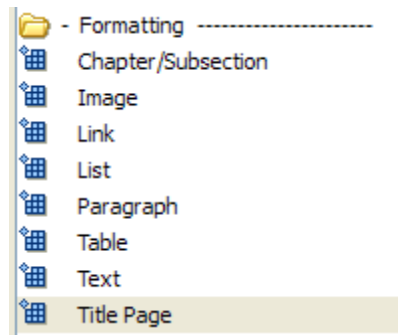 - Formatting ----------------------
Chapter/Subsection
Image
Link
List
Paragraph
Table
Text
Title Page